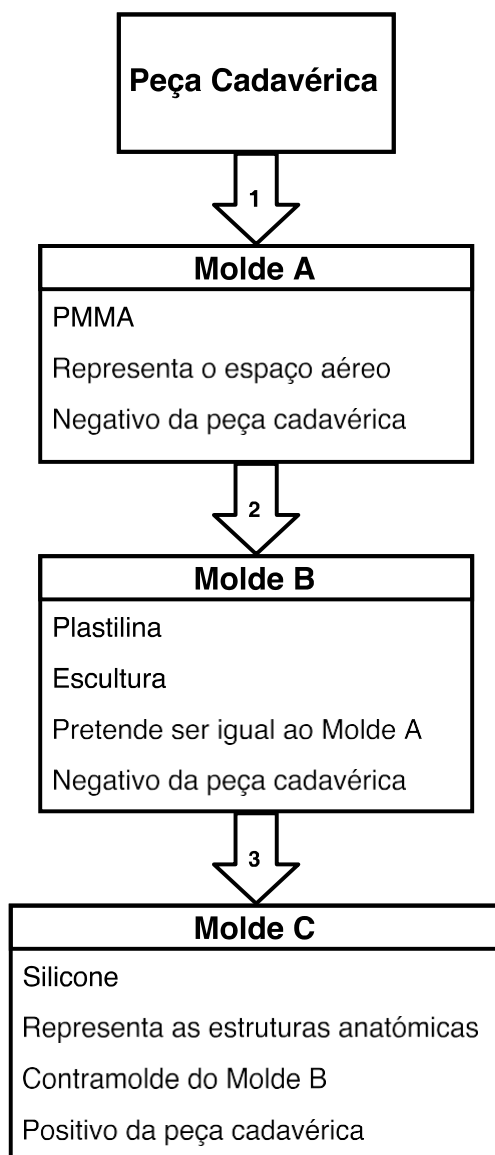 Peça Cadavérica
1
Molde A
PMMA
Representa o espaço aéreo
Negativo da peça cadavérica
2
Molde B
Plastilina
Escultura
Pretende ser igual ao Molde A
Negativo da peça cadavérica
3
Molde C
Silicone
Representa as estruturas anatómicas
Contramolde do Molde B
Positivo da peça cadavérica